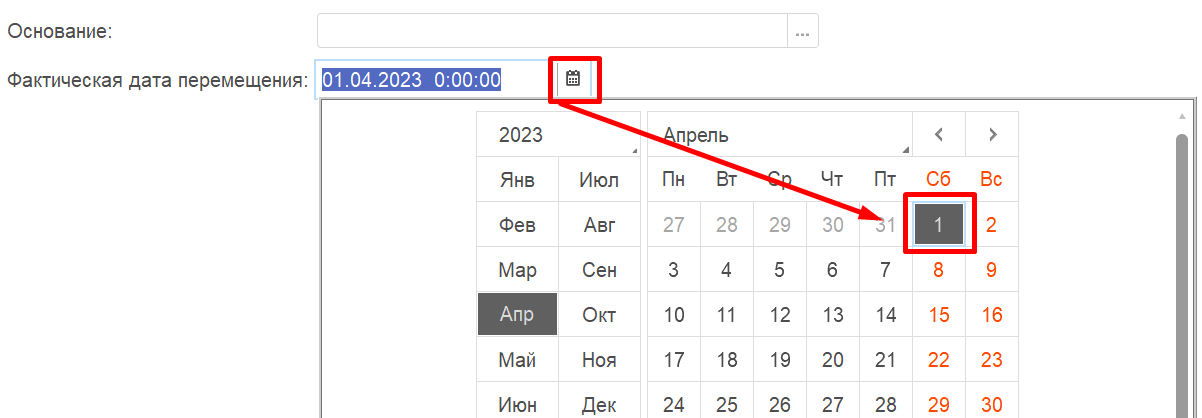 Основание:
...
Фактическая дата перемещения: 01.04.2023 0:00:00
2023 Апрель < >
Янв Июл Пн Вт Ср Чт Пт Сб Вс
Фев Авг 27 28 29 30 31 1 2
Мар Сен 3 4 5 6 7 8 9
Апр Окт 10 11 12 13 14 15 16
Май Ноя 17 18 19 20 21 22 23
Июн Дек 24 25 26 27 28 29 30